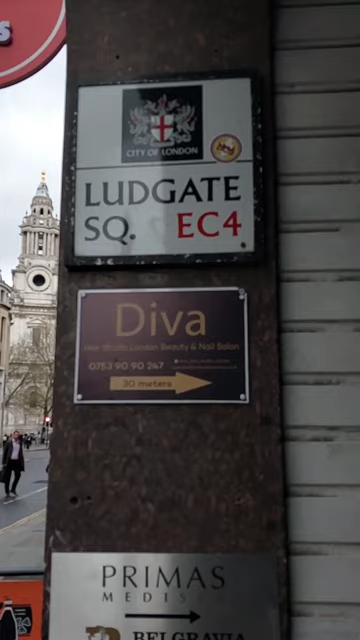 S
CITY OF LONDON
LUDGATE
SQ. EC4
Diva
Hair Studio London Beauty & Nail Salon
0753 90 90 247
30 meters
PRIMAS
MEDIS
BELGRAVIA